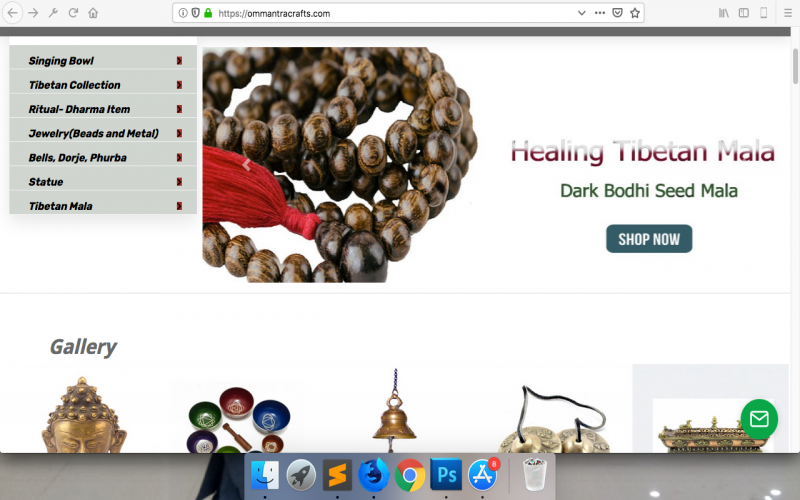 https://ommantracrafts.com
Singing Bowl
Tibetan Collection
Ritual- Dharma Item
Jewelry(Beads and Metal)
Bells, Dorje, Phurba
Statue
Tibetan Mala
Healing Tibetan Mala
Dark Bodhi Seed Mala
SHOP NOW
Gallery
Ps
8